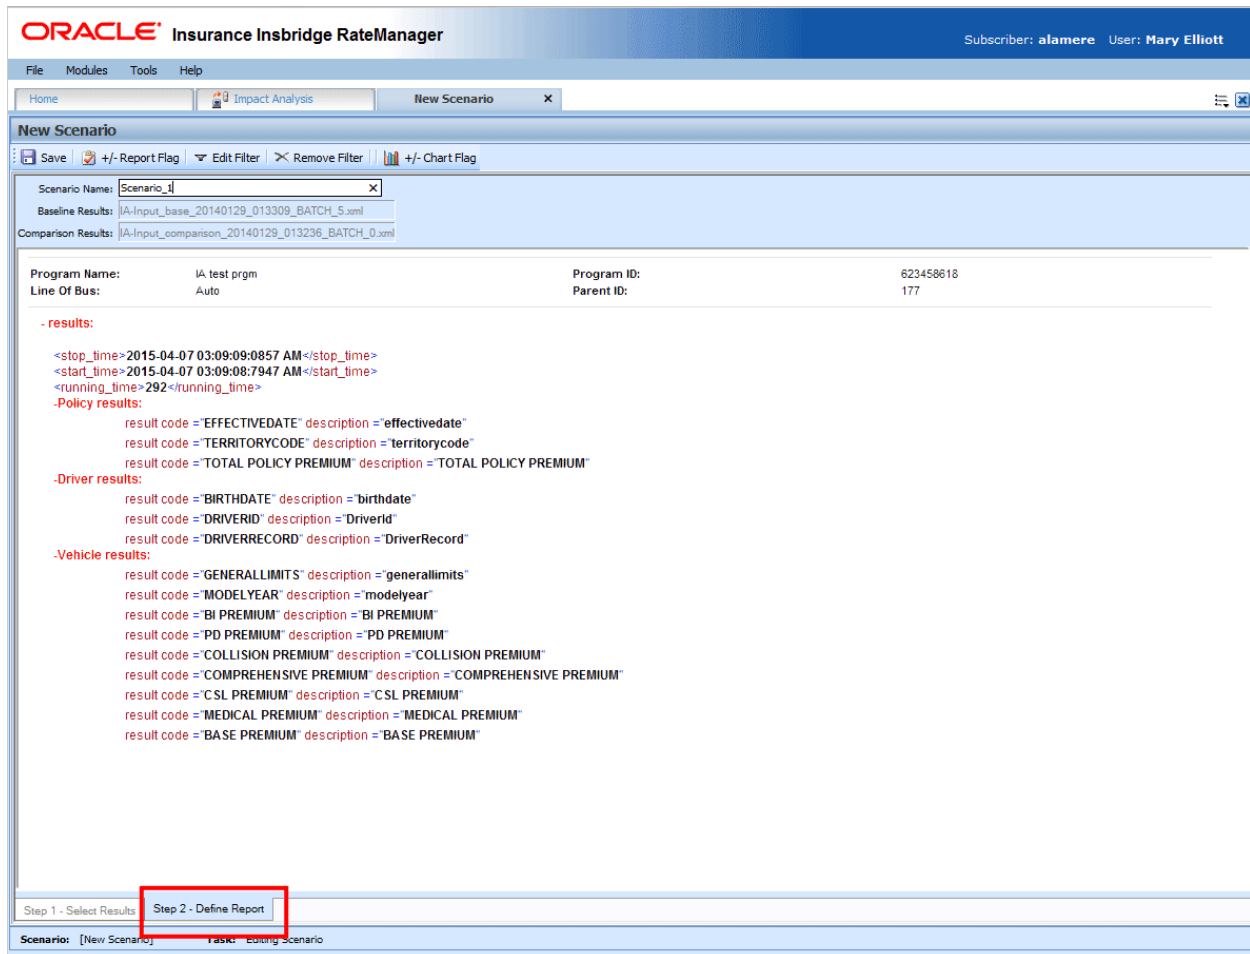 ORACLE® Insurance Insbridge RateManager
Subscriber: alamere User: Mary Elliott
File Modules Tools Help
Home Impact Analysis New Scenario ×
New Scenario
Save +/- Report Flag Edit Filter Remove Filter +/- Chart Flag
Scenario Name: Scenario_1 ×
Baseline Results: IA-Input_base_20140129_013309_BATCH_5.xml
Comparison Results: IA-Input_comparison_20140129_013236_BATCH_0.xml
Program Name: IA test prgm Program ID: 623458618
Line Of Bus: Auto Parent ID: 177
- results:
<stop_time>2015-04-07 03:09:09:0857 AM</stop_time>
<start_time>2015-04-07 03:09:08:7947 AM</start_time>
<running_time>292</running_time>
-Policy results:
result code ="EFFECTIVEDATE" description ="effectivedate"
result code ="TERRITORYCODE" description ="territorycode"
result code ="TOTAL POLICY PREMIUM" description ="TOTAL POLICY PREMIUM"
-Driver results:
result code ="BIRTHDATE" description ="birthdate"
result code ="DRIVERID" description ="DriverId"
result code ="DRIVERRECORD" description ="DriverRecord"
-Vehicle results:
result code ="GENERALLIMITS" description ="generallimits"
result code ="MODELYEAR" description ="modelyear"
result code ="BI PREMIUM" description ="BI PREMIUM"
result code ="PD PREMIUM" description ="PD PREMIUM"
result code ="COLLISION PREMIUM" description ="COLLISION PREMIUM"
result code ="COMPREHENSIVE PREMIUM" description ="COMPREHENSIVE PREMIUM"
result code ="CSL PREMIUM" description ="CSL PREMIUM"
result code ="MEDICAL PREMIUM" description ="MEDICAL PREMIUM"
result code ="BASE PREMIUM" description ="BASE PREMIUM"
Step 1 - Select Results Step 2 - Define Report
Scenario: [New Scenario] Task: Editing Scenario